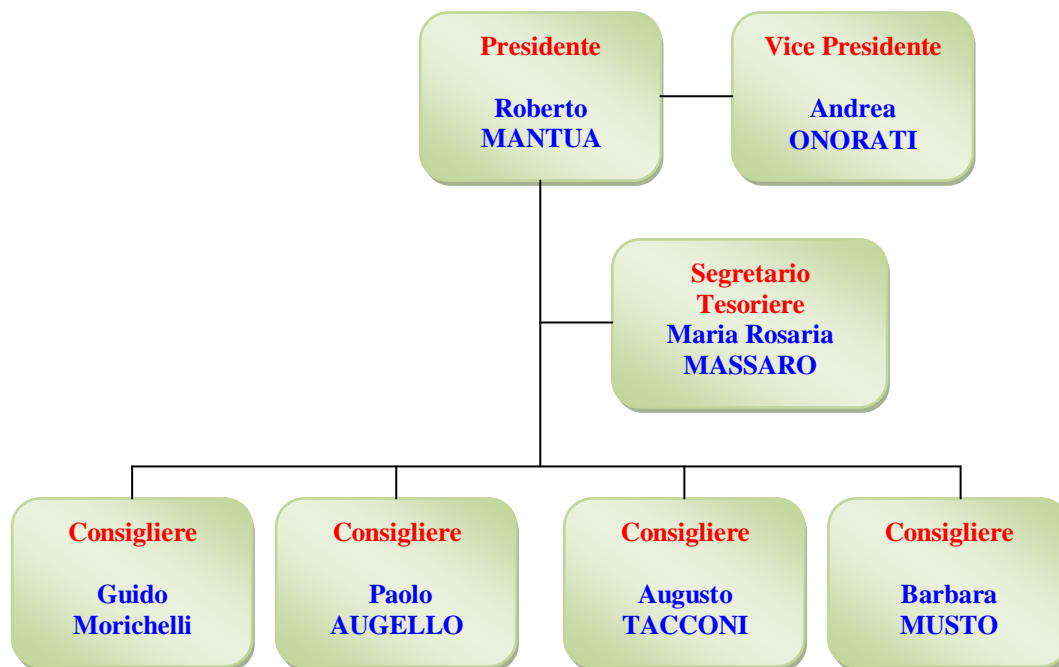 Presidente
Roberto
MANTUA
Vice Presidente
Andrea
ONORATI
Segretario
Tesoriere
Maria Rosaria
MASSARO
Consigliere
Guido
Morichelli
Consigliere
Paolo
AUGELLO
Consigliere
Augusto
TACCONI
Consigliere
Barbara
MUSTO